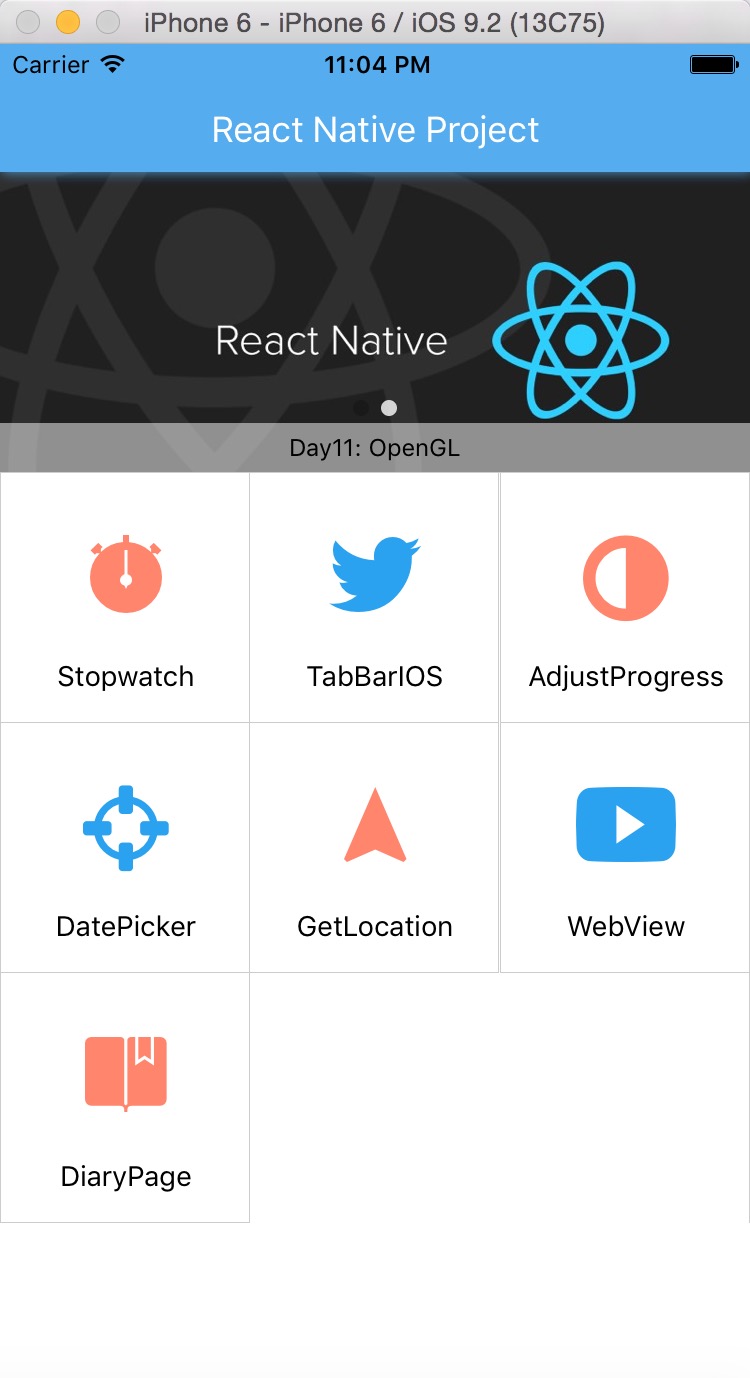 iPhone 6 - iPhone 6 / iOS 9.2 (13C75)
Carrier 11:04 PM
React Native Project
React Native
Day11: OpenGL
Stopwatch TabBarIOS AdjustProgress
DatePicker GetLocation WebView
DiaryPage